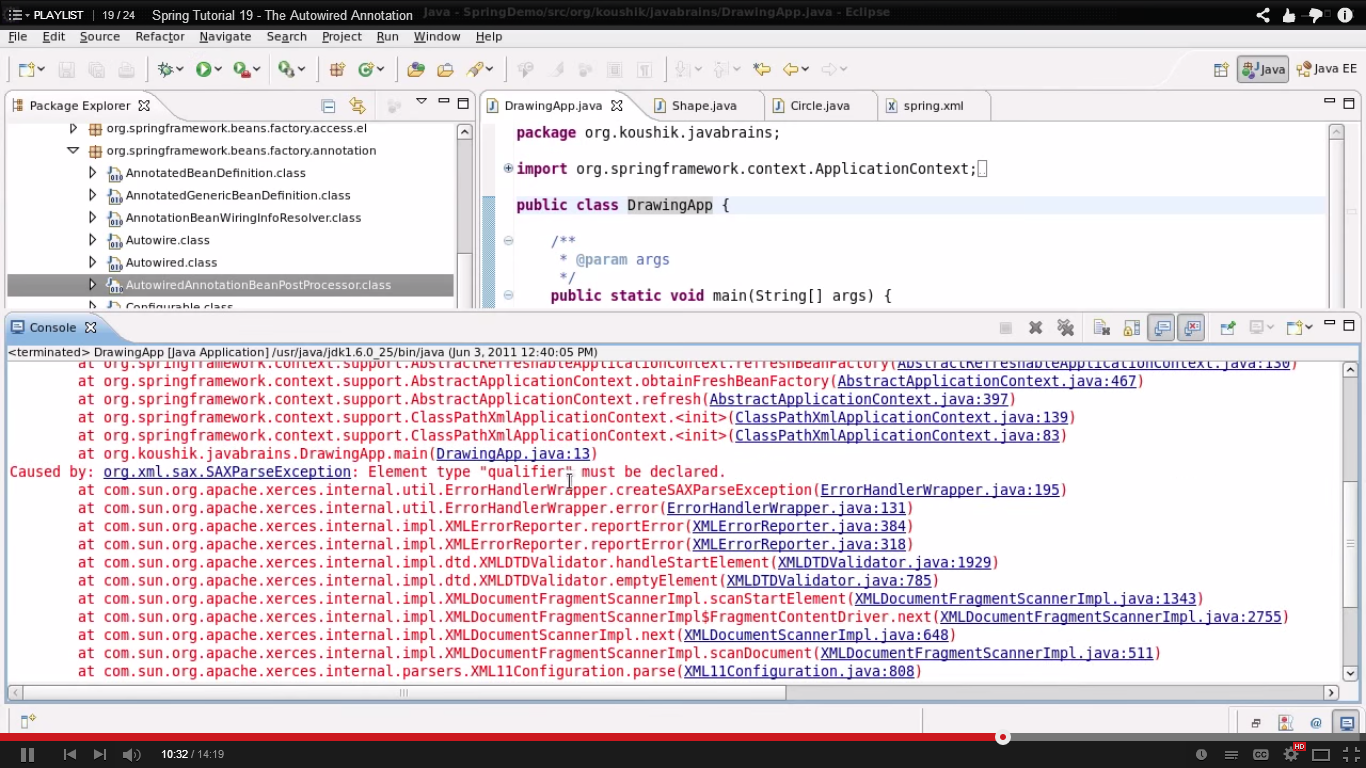 PLAYLIST 19 / 24 Spring Tutorial 19 - The Autowired Annotation
Java - SpringDemo/src/org/koushik/javabrains/DrawingApp.java - Eclipse
File Edit Source Refactor Navigate Search Project Run Window Help
Java Java EE
Package Explorer
DrawingApp.java Shape.java Circle.java spring.xml
org.springframework.beans.factory.access.el
org.springframework.beans.factory.annotation
AnnotatedBeanDefinition.class
AnnotatedGenericBeanDefinition.class
AnnotationBeanWiringInfoResolver.class
Autowire.class
Autowired.class
AutowiredAnnotationBeanPostProcessor.class
Configurable.class
package org.koushik.javabrains;
import org.springframework.context.ApplicationContext;
public class DrawingApp {
/**
* @param args
*/
public static void main(String[] args) {
Console
<terminated> DrawingApp [Java Application] /usr/java/jdk1.6.0_25/bin/java (Jun 3, 2011 12:40:05 PM)
at org.springframework.context.support.AbstractRefreshableApplicationContext.refreshBeanFactory(AbstractRefreshableApplicationContext.java:130)
at org.springframework.context.support.AbstractApplicationContext.obtainFreshBeanFactory(AbstractApplicationContext.java:467)
at org.springframework.context.support.AbstractApplicationContext.refresh(AbstractApplicationContext.java:397)
at org.springframework.context.support.ClassPathXmlApplicationContext.<init>(ClassPathXmlApplicationContext.java:139)
at org.springframework.context.support.ClassPathXmlApplicationContext.<init>(ClassPathXmlApplicationContext.java:83)
at org.koushik.javabrains.DrawingApp.main(DrawingApp.java:13)
Caused by: org.xml.sax.SAXParseException: Element type "qualifier" must be declared.
at com.sun.org.apache.xerces.internal.util.ErrorHandlerWrapper.createSAXParseException(ErrorHandlerWrapper.java:195)
at com.sun.org.apache.xerces.internal.util.ErrorHandlerWrapper.error(ErrorHandlerWrapper.java:131)
at com.sun.org.apache.xerces.internal.impl.XMLErrorReporter.reportError(XMLErrorReporter.java:384)
at com.sun.org.apache.xerces.internal.impl.XMLErrorReporter.reportError(XMLErrorReporter.java:318)
at com.sun.org.apache.xerces.internal.impl.dtd.XMLDTDValidator.handleStartElement(XMLDTDValidator.java:1929)
at com.sun.org.apache.xerces.internal.impl.dtd.XMLDTDValidator.emptyElement(XMLDTDValidator.java:785)
at com.sun.org.apache.xerces.internal.impl.XMLDocumentFragmentScannerImpl.scanStartElement(XMLDocumentFragmentScannerImpl.java:1343)
at com.sun.org.apache.xerces.internal.impl.XMLDocumentFragmentScannerImpl$FragmentContentDriver.next(XMLDocumentFragmentScannerImpl.java:2755)
at com.sun.org.apache.xerces.internal.impl.XMLDocumentScannerImpl.next(XMLDocumentScannerImpl.java:648)
at com.sun.org.apache.xerces.internal.impl.XMLDocumentFragmentScannerImpl.scanDocument(XMLDocumentFragmentScannerImpl.java:511)
at com.sun.org.apache.xerces.internal.parsers.XML11Configuration.parse(XML11Configuration.java:808)
10:32 / 14:19
CC HD